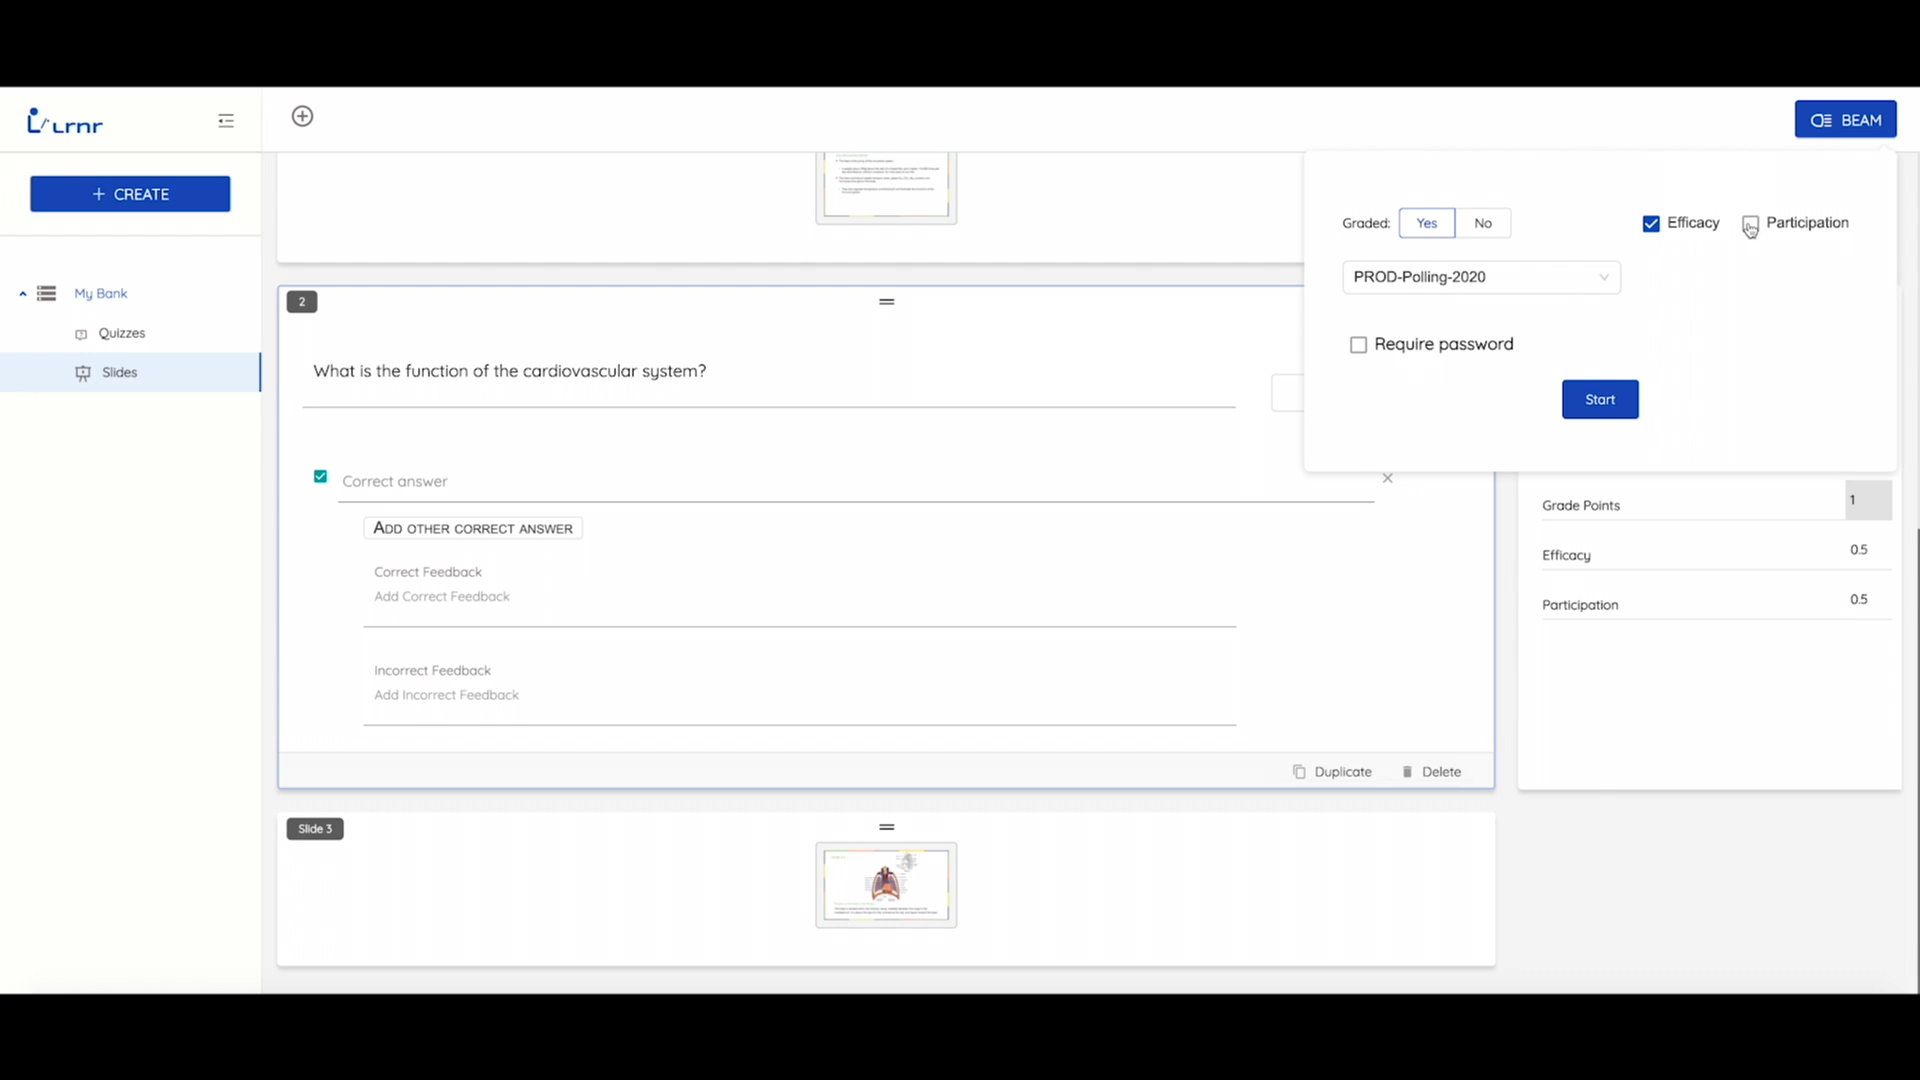 lrnr
BEAM
+ CREATE
Graded: Yes No
Efficacy
Participation
PROD-Polling-2020
My Bank
2
Quizzes
Require password
Slides
What is the function of the cardiovascular system?
Start
Correct answer
Grade Points
1
ADD OTHER CORRECT ANSWER
Efficacy
0.5
Correct Feedback
Add Correct Feedback
Participation
0.5
Incorrect Feedback
Add Incorrect Feedback
Duplicate
Delete
Slide 3